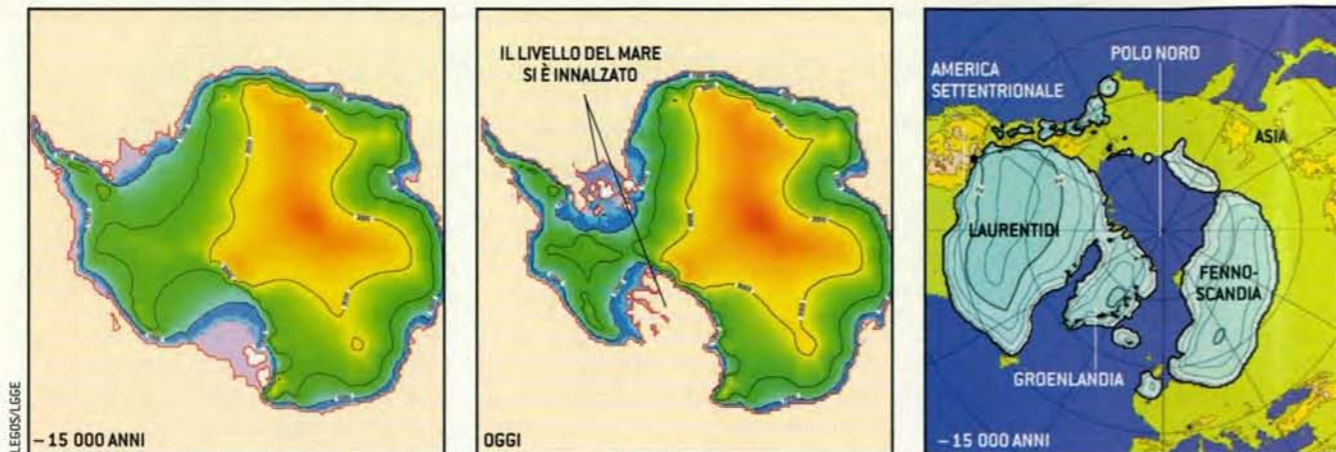 IL LIVELLO DEL MARE
SI È INNALZATO
LEGOS/LGGE
– 15 000 ANNI
OGGI
POLO NORD
AMERICA
SETTENTRIONALE
ASIA
LAURENTIDI
FENNO-
SCANDIA
GROENLANDIA
– 15 000 ANNI